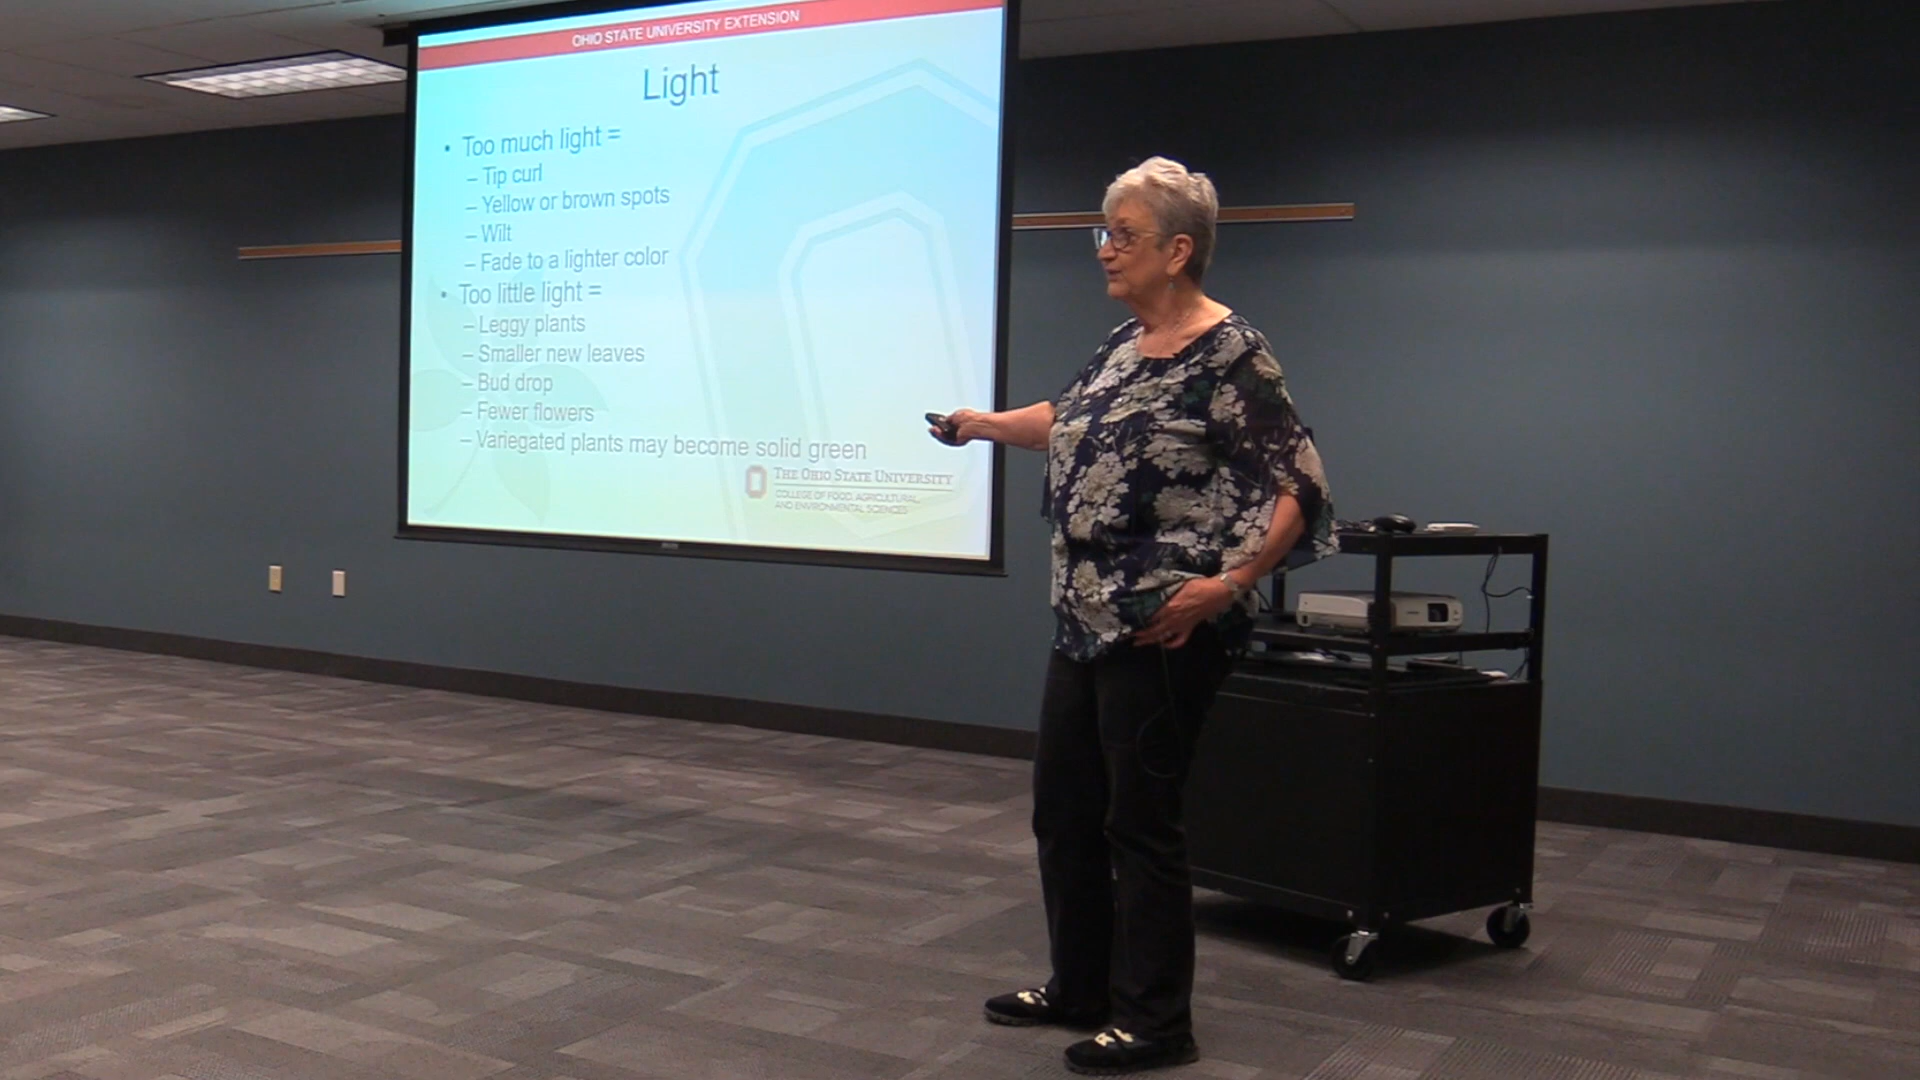 OHIO STATE UNIVERSITY EXTENSION
Light
• Too much light =
– Tip curl
– Yellow or brown spots
– Wilt
– Fade to a lighter color
• Too little light =
– Leggy plants
– Smaller new leaves
– Bud drop
– Fewer flowers
– Variegated plants may become solid green
THE OHIO STATE UNIVERSITY
COLLEGE OF FOOD, AGRICULTURAL,
AND ENVIRONMENTAL SCIENCES